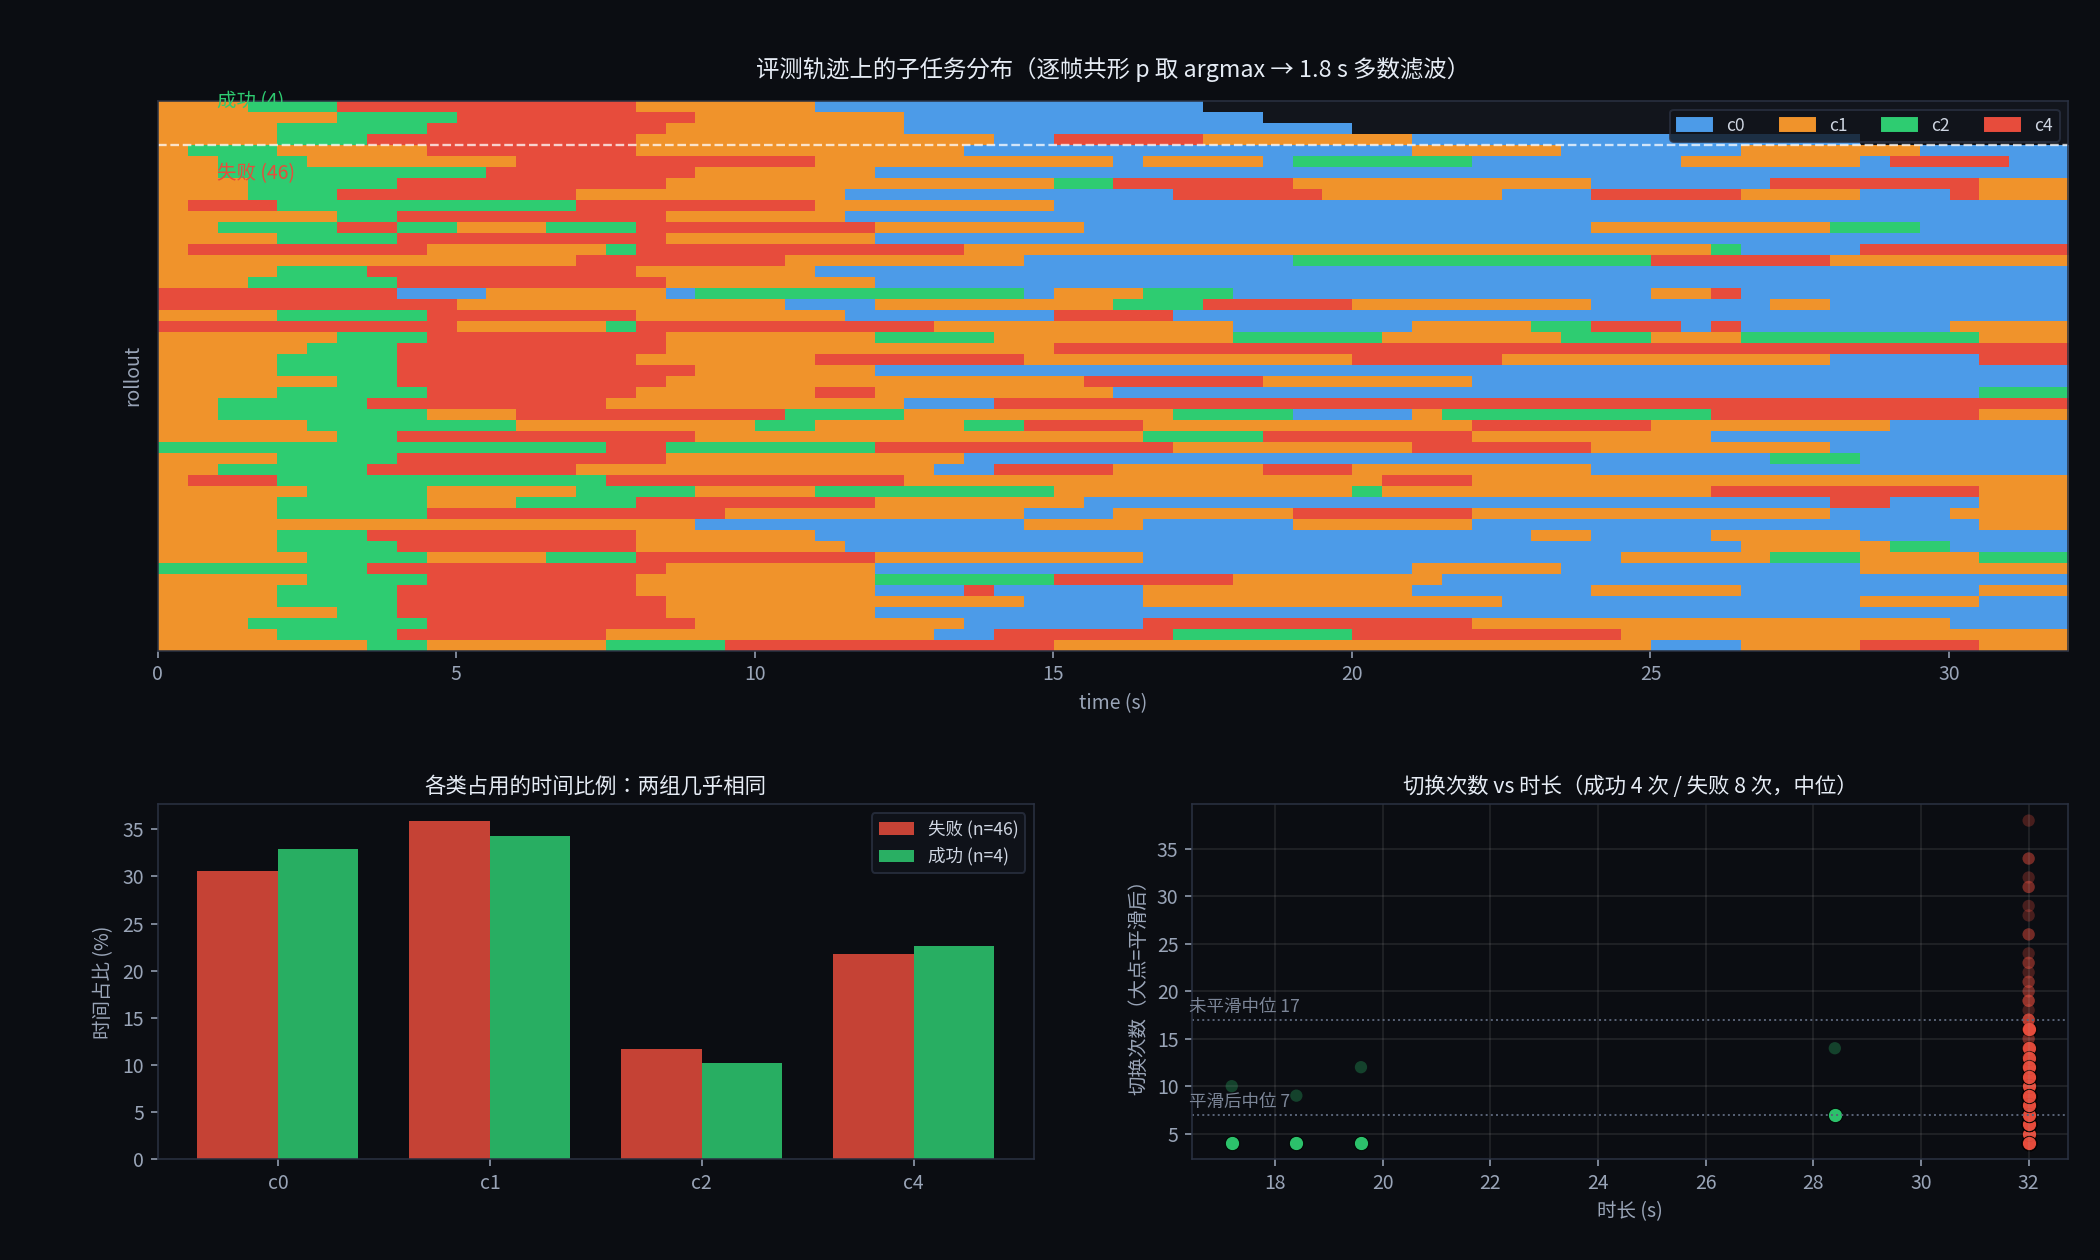 评测轨迹上的子任务分布（逐帧共形 p 取 argmax → 1.8 s 多数滤波）
成功 (4)
c0 c1 c2 c4
失败 (46)
rollout
0 5 10 15 20 25 30
time (s)
各类占用的时间比例：两组几乎相同
失败 (n=46)
成功 (n=4)
时间占比 (%)
35
30
25
20
15
10
5
0
c0 c1 c2 c4
切换次数 vs 时长（成功 4 次 / 失败 8 次，中位）
切换次数（大点=平滑后）
35
30
25
20
未平滑中位 17
15
10
平滑后中位 7
5
18 20 22 24 26 28 30 32
时长 (s)